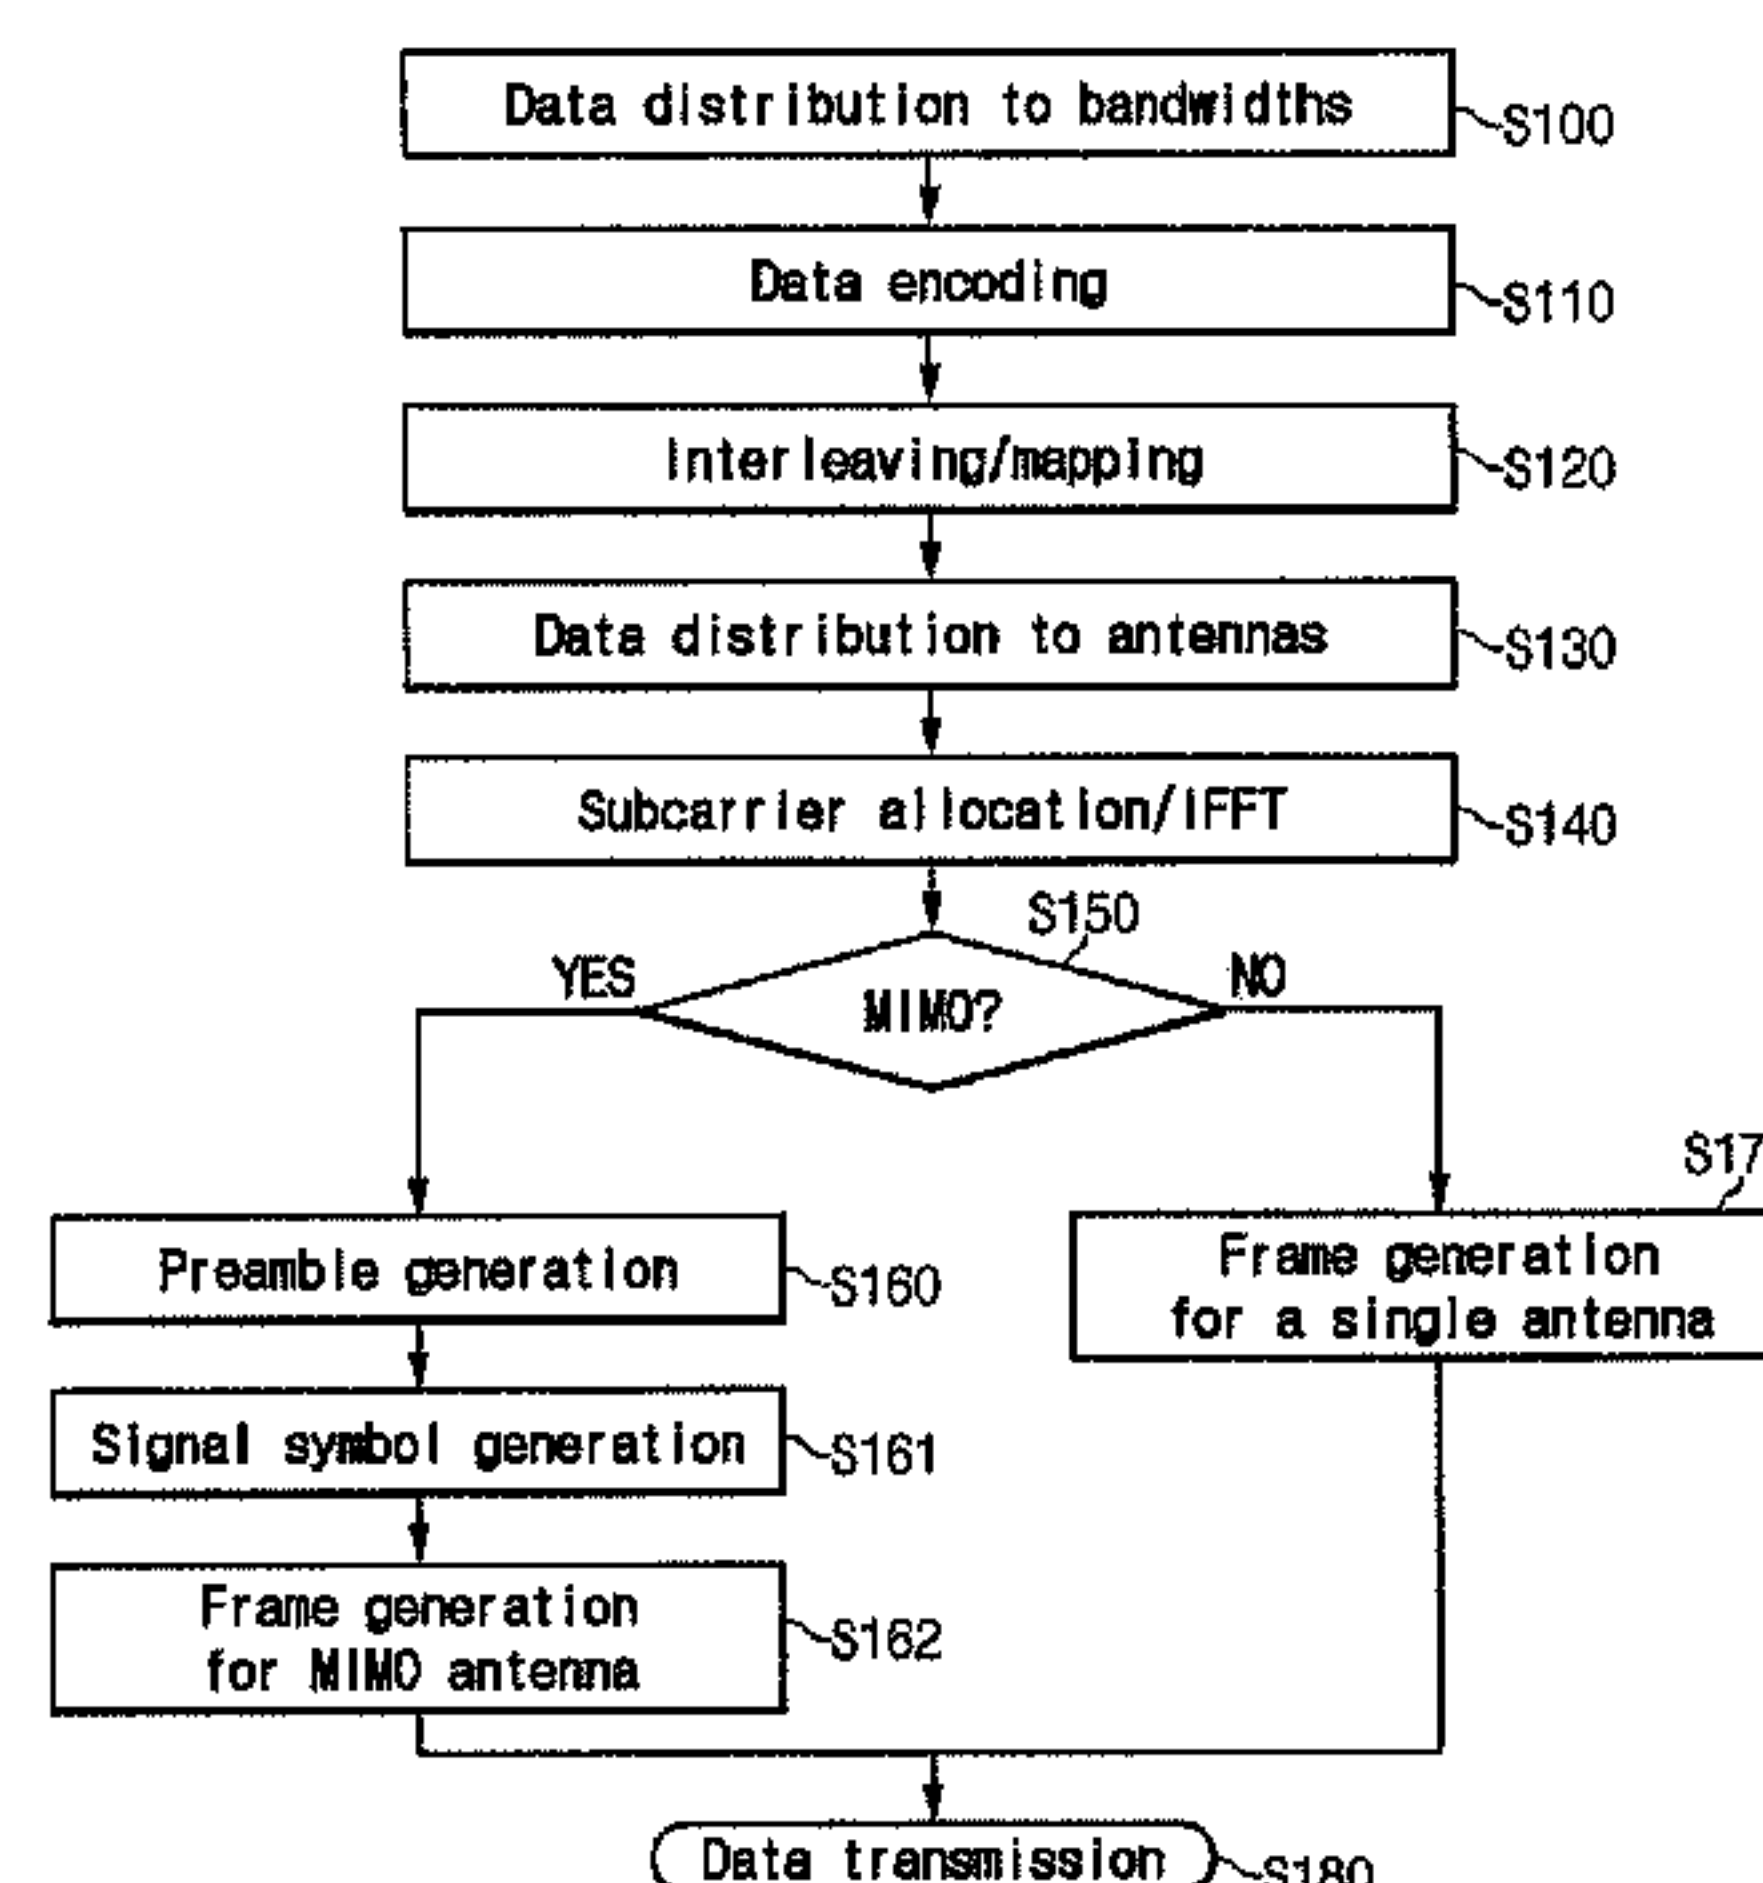 Data distribution to bandwidths
S100
Data encoding
S110
Interleaving/mapping
S120
Data distribution to antennas
S130
Subcarrier allocation/IFFT
S140
S150
YES
MIMO?
NO
Preamble generation
S160
S17
Frame generation
for a single antenna
Signal symbol generation
S161
Frame generation
for MIMO antenna
S162
Data transmission
S180